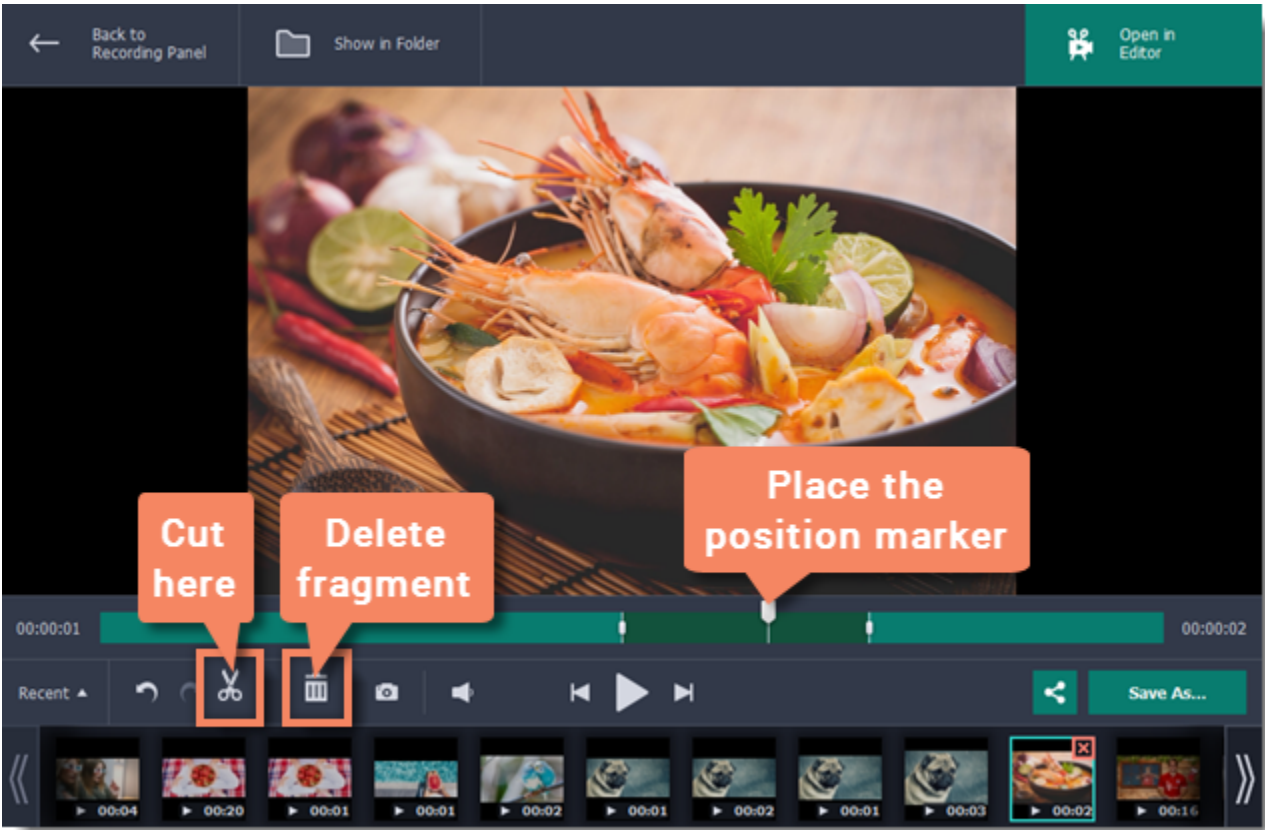 Back to
Recording Panel
Show in Folder
Open in
Editor
Place the
position marker
Cut
here
Delete
fragment
00:00:01
00:00:02
Recent
Save As...
00:04
00:20
00:01
00:01
00:02
00:01
00:02
00:01
00:03
00:02
00:16